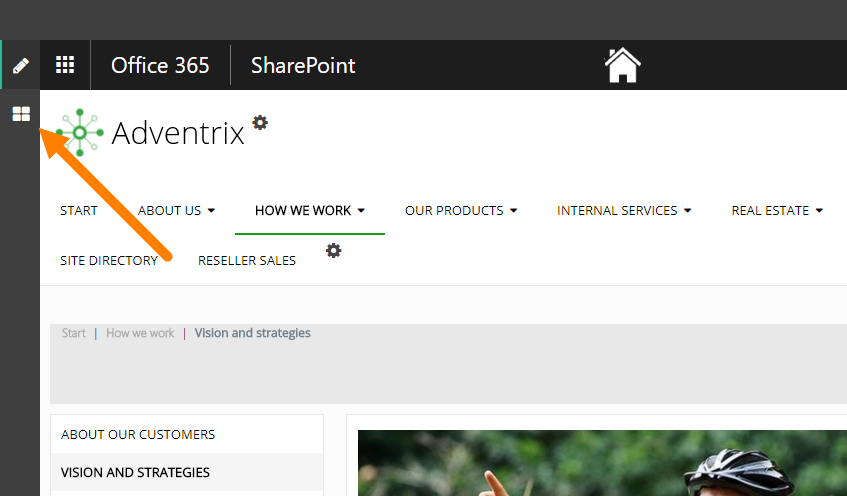 Office 365 SharePoint
Adventrix
START ABOUT US HOW WE WORK OUR PRODUCTS INTERNAL SERVICES REAL ESTATE
SITE DIRECTORY RESELLER SALES
Start | How we work | Vision and strategies
ABOUT OUR CUSTOMERS
VISION AND STRATEGIES